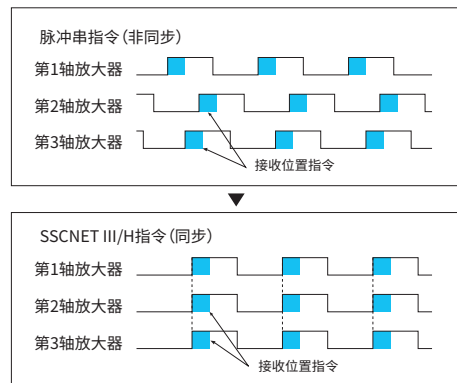 脉冲串指令(非同步)
第1轴放大器
第2轴放大器
第3轴放大器
接收位置指令
SSCNET III/H指令(同步)
第1轴放大器
第2轴放大器
第3轴放大器
接收位置指令